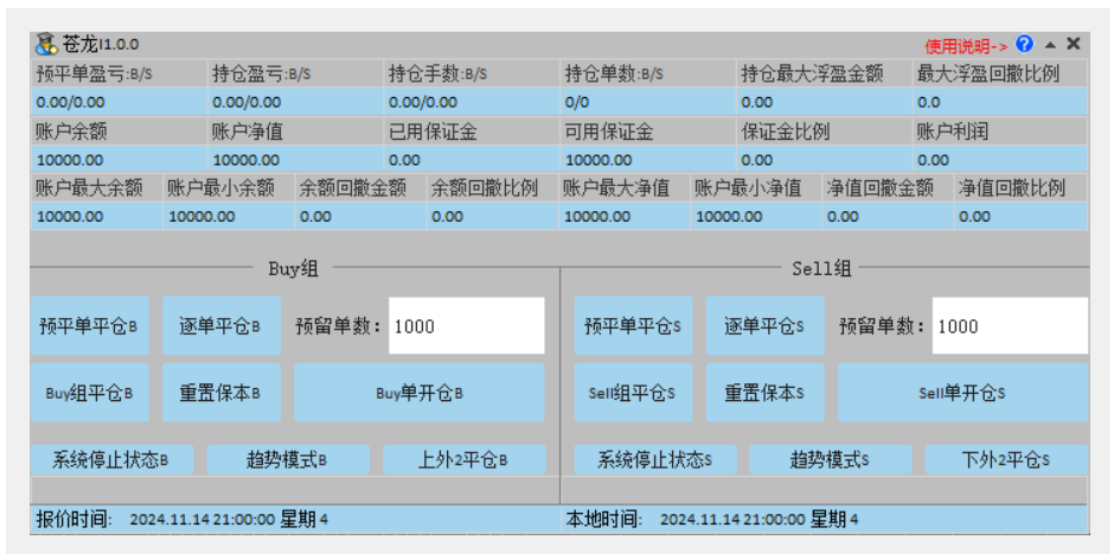 苍龙I1.0.0 使用说明->
预平单盈亏:B/S 持仓盈亏:B/S 持仓手数:B/S 持仓单数:B/S 持仓最大浮盈金额 最大浮盈回撤比例
0.00/0.00 0.00/0.00 0.00/0.00 0/0 0.00 0.0
账户余额 账户净值 已用保证金 可用保证金 保证金比例 账户利润
10000.00 10000.00 0.00 10000.00 0.00 0.00
账户最大余额 账户最小余额 余额回撤金额 余额回撤比例 账户最大净值 账户最小净值 净值回撤金额 净值回撤比例
10000.00 10000.00 0.00 0.00 10000.00 10000.00 0.00 0.00
Buy组 Sell组
预平单平仓B 逐单平仓B 预留单数: 1000 预平单平仓S 逐单平仓S 预留单数: 1000
Buy组平仓B 重置保本B Buy单开仓B Sell组平仓S 重置保本S Sell单开仓S
系统停止状态B 趋势模式B 上外2平仓B 系统停止状态S 趋势模式S 下外2平仓S
报价时间: 2024.11.14 21:00:00 星期 4 本地时间: 2024.11.14 21:00:00 星期 4